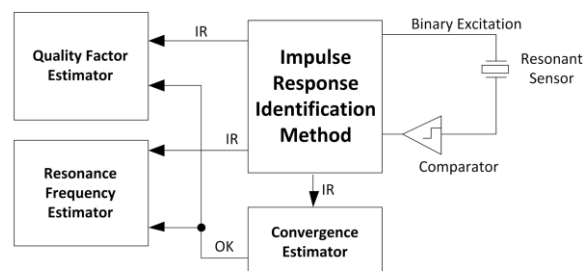 Quality Factor
Estimator
IR
Impulse
Response
Identification
Method
Binary Excitation
Resonant
Sensor
Comparator
IR
Resonance
Frequency
Estimator
IR
OK
Convergence
Estimator